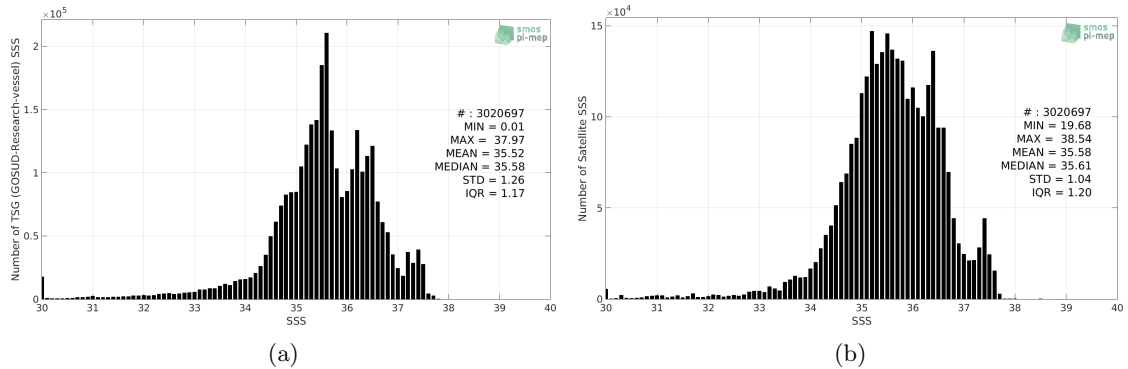 ×10⁵
Number of TSG (GOSUD-Research-vessel) SSS
2
1.5
1
0.5
0
30 31 32 33 34 35 36 37 38 39 40
SSS
smos
pi-mep
# : 3020697
MIN = 0.01
MAX = 37.97
MEAN = 35.52
MEDIAN = 35.58
STD = 1.26
IQR = 1.17
(a)
×10⁴
Number of Satellite SSS
15
10
5
0
30 31 32 33 34 35 36 37 38 39 40
SSS
smos
pi-mep
# : 3020697
MIN = 19.68
MAX = 38.54
MEAN = 35.58
MEDIAN = 35.61
STD = 1.04
IQR = 1.20
(b)